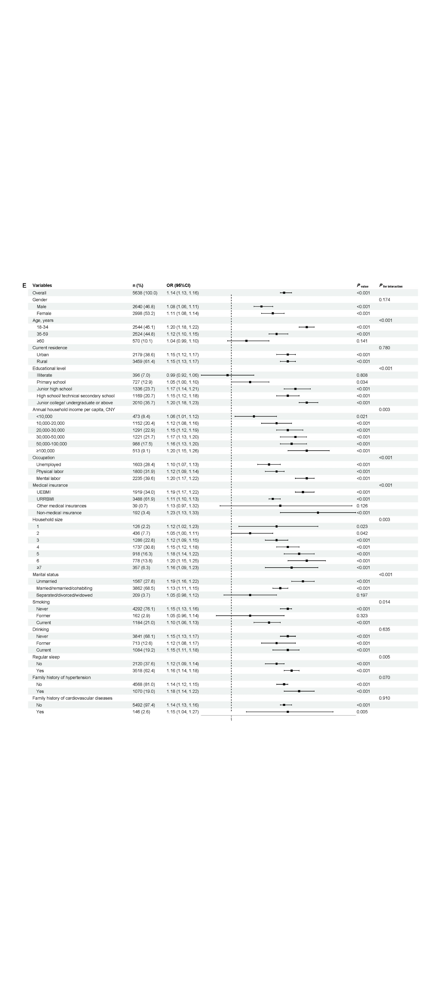 E Variables n (%) OR (95%CI) P value P for interaction
Overall 5638 (100.0) 1.14 (1.13, 1.16) <0.001
Gender 0.174
Male 2640 (46.8) 1.08 (1.06, 1.11) <0.001
Female 2998 (53.2) 1.11 (1.08, 1.14) <0.001
Age, years <0.001
18-34 2544 (45.1) 1.20 (1.18, 1.22) <0.001
35-59 2524 (44.8) 1.12 (1.10, 1.15) <0.001
≥60 570 (10.1) 1.04 (0.99, 1.10) 0.141
Current residence 0.780
Urban 2179 (38.6) 1.15 (1.12, 1.17) <0.001
Rural 3459 (61.4) 1.15 (1.13, 1.17) <0.001
Educational level <0.001
Illiterate 396 (7.0) 0.99 (0.92, 1.06) 0.808
Primary school 727 (12.9) 1.05 (1.00, 1.10) 0.034
Junior high school 1336 (23.7) 1.17 (1.14, 1.21) <0.001
High school/ technical secondary school 1169 (20.7) 1.15 (1.12, 1.18) <0.001
Junior college/ undergraduate or above 2010 (35.7) 1.20 (1.18, 1.23) <0.001
Annual household income per capita, CNY 0.003
<10,000 473 (8.4) 1.06 (1.01, 1.12) 0.021
10,000-20,000 1152 (20.4) 1.12 (1.08, 1.16) <0.001
20,000-30,000 1291 (22.9) 1.15 (1.12, 1.19) <0.001
30,000-50,000 1221 (21.7) 1.17 (1.13, 1.20) <0.001
50,000-100,000 988 (17.5) 1.16 (1.13, 1.20) <0.001
≥100,000 513 (9.1) 1.20 (1.15, 1.26) <0.001
Occupation <0.001
Unemployed 1603 (28.4) 1.10 (1.07, 1.13) <0.001
Physical labor 1800 (31.9) 1.12 (1.09, 1.14) <0.001
Mental labor 2235 (39.6) 1.20 (1.17, 1.22) <0.001
Medical insurance <0.001
UEBMI 1919 (34.0) 1.19 (1.17, 1.22) <0.001
URRBMI 3488 (61.9) 1.11 (1.10, 1.13) <0.001
Other medical insurances 39 (0.7) 1.13 (0.97, 1.32) 0.126
Non-medical insurance 192 (3.4) 1.23 (1.13, 1.33) <0.001
Household size 0.003
1 126 (2.2) 1.12 (1.02, 1.23) 0.023
2 436 (7.7) 1.05 (1,00, 1.11) 0.042
3 1286 (22.8) 1.12 (1.09, 1.15) <0.001
4 1737 (30.8) 1.15 (1.12, 1.18) <0.001
5 918 (16.3) 1.18 (1.14, 1.22) <0.001
6 778 (13.8) 1.20 (1.15, 1.25) <0.001
≥7 357 (6.3) 1.16 (1.09, 1.23) <0.001
Marital status <0.001
Unmarried 1567 (27.8) 1.19 (1.16, 1.22) <0.001
Married/remarried/cohabiting 3862 (68.5) 1.13 (1.11, 1.15) <0.001
Separated/divorced/widowed 209 (3.7) 1.05 (0.98, 1.12) 0.197
Smoking 0.014
Never 4292 (76.1) 1.15 (1.13, 1.16) <0.001
Former 162 (2.9) 1.05 (0.96, 1.14) 0.323
Current 1184 (21.0) 1.10 (1.06, 1.13) <0.001
Drinking 0.635
Never 3841 (68.1) 1.15 (1.13, 1.17) <0.001
Former 713 (12.6) 1.12 (1.08, 1.17) <0.001
Current 1084 (19.2) 1.15 (1.11, 1.18) <0.001
Regular sleep 0.005
No 2120 (37.6) 1.12 (1.09, 1.14) <0.001
Yes 3518 (62.4) 1.16 (1.14, 1.18) <0.001
Family history of hypertension 0.070
No 4568 (81.0) 1.14 (1.12, 1.15) <0.001
Yes 1070 (19.0) 1.18 (1.14, 1.22) <0.001
Family history of cardiovascular diseases 0.910
No 5492 (97.4) 1.14 (1.13, 1.16) <0.001
Yes 146 (2.6) 1.15 (1.04, 1.27) 0.005
1